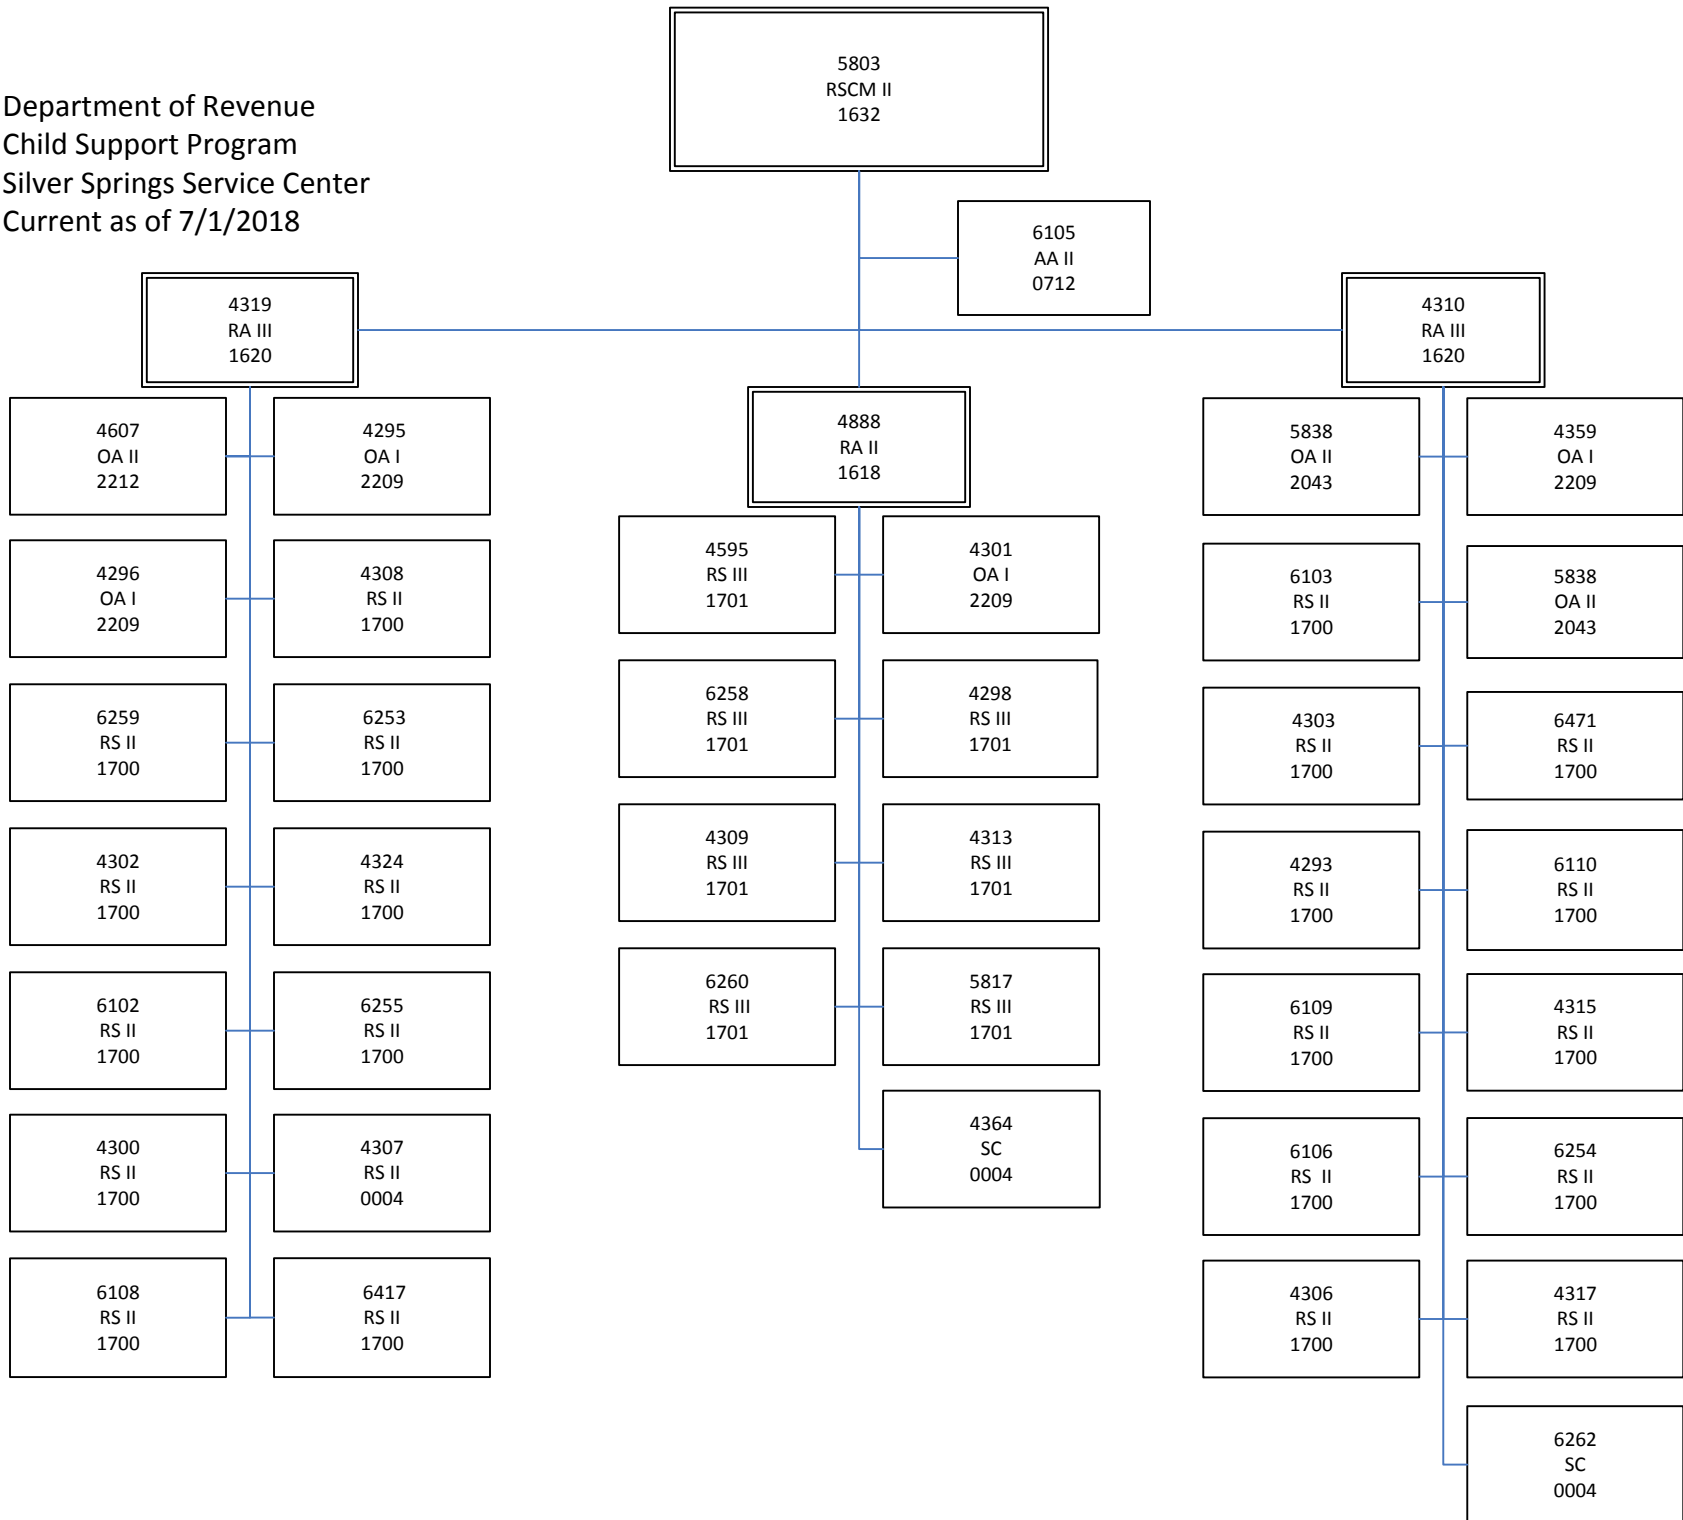 5803
RSCM II
1632
Department of Revenue
Child Support Program
Silver Springs Service Center
Current as of 7/1/2018
6105
AA II
0712
4319
RA III
1620
4310
RA III
1620
4888
RA II
1618
4607
OA II
2212
4295
OA I
2209
4296
OA I
2209
4308
RS II
1700
6259
RS II
1700
6253
RS II
1700
4302
RS II
1700
4324
RS II
1700
6102
RS II
1700
6255
RS II
1700
4300
RS II
1700
4307
RS II
0004
6108
RS II
1700
6417
RS II
1700
4595
RS III
1701
4301
OA I
2209
6258
RS III
1701
4298
RS III
1701
4309
RS III
1701
4313
RS III
1701
6260
RS III
1701
5817
RS III
1701
4364
SC
0004
5838
OA II
2043
4359
OA I
2209
6103
RS II
1700
5838
OA II
2043
4303
RS II
1700
6471
RS II
1700
4293
RS II
1700
6110
RS II
1700
6109
RS II
1700
4315
RS II
1700
6106
RS II
1700
6254
RS II
1700
4306
RS II
1700
4317
RS II
1700
6262
SC
0004